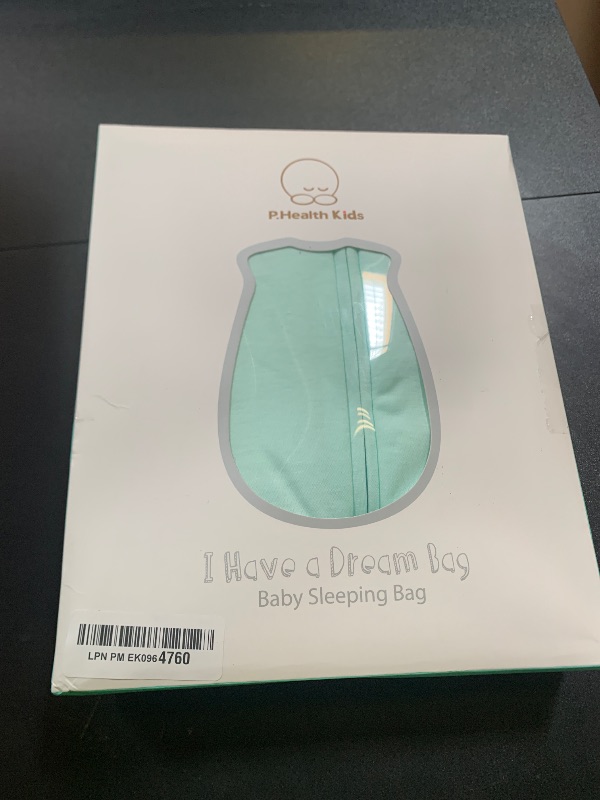 P.Health Kids
I Have a Dream Bag
Baby Sleeping Bag
LPN PM EK0964760